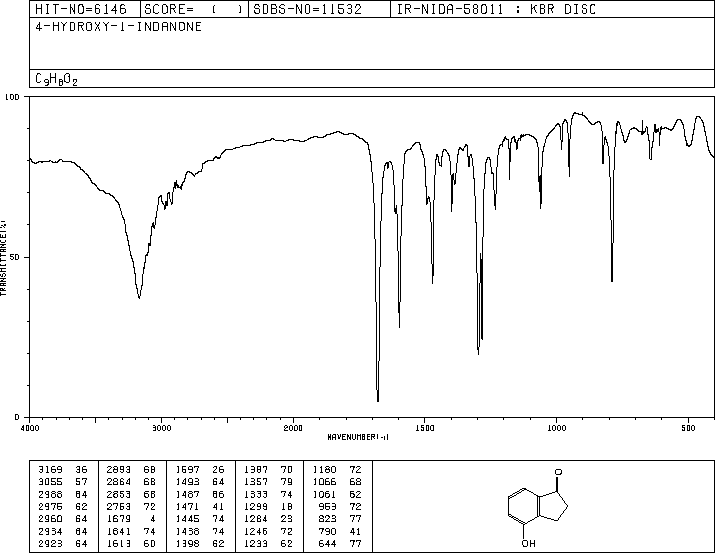 HIT-NO=6146 SCORE= ( ) SDBS-NO=11532 IR-NIDA-58011 : KBR DISC
4-HYDROXY-1-INDANONE
C9H8O2
100
50
0
TRANSMITTANCE(%)
4000 3000 2000 1500 1000 500
WAVENUMBER(-1)
3169 36 2893 68 1597 26 1387 70 1180 72
3055 57 2864 68 1493 64 1357 79 1066 68
2988 64 2853 68 1487 66 1333 74 1061 62
2975 62 2753 72 1471 41 1299 18 953 72
2960 64 1679 4 1445 74 1284 23 823 77
2934 64 1641 74 1438 74 1246 72 790 41
2923 64 1613 60 1398 62 1233 62 644 77
O
OH